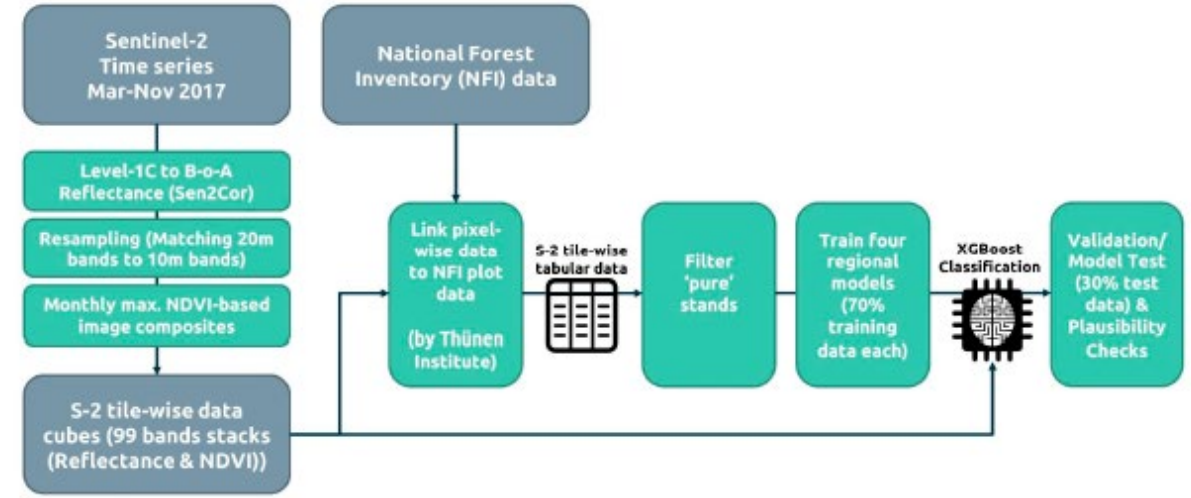 Sentinel-2
Time series
Mar-Nov 2017
National Forest
Inventory (NFI) data
Level-1C to B-o-A
Reflectance (Sen2Cor)
Resampling (Matching 20m
bands to 10m bands)
Monthly max. NDVI-based
image composites
S-2 tile-wise data
cubes (99 bands stacks
(Reflectance & NDVI))
Link pixel-
wise data
to NFI plot
data
(by Thünen
Institute)
S-2 tile-wise
tabular data
Filter
'pure'
stands
Train four
regional
models
(70%
training
data each)
XGBoost
Classification
Validation/
Model Test
(30% test
data) &
Plausibility
Checks